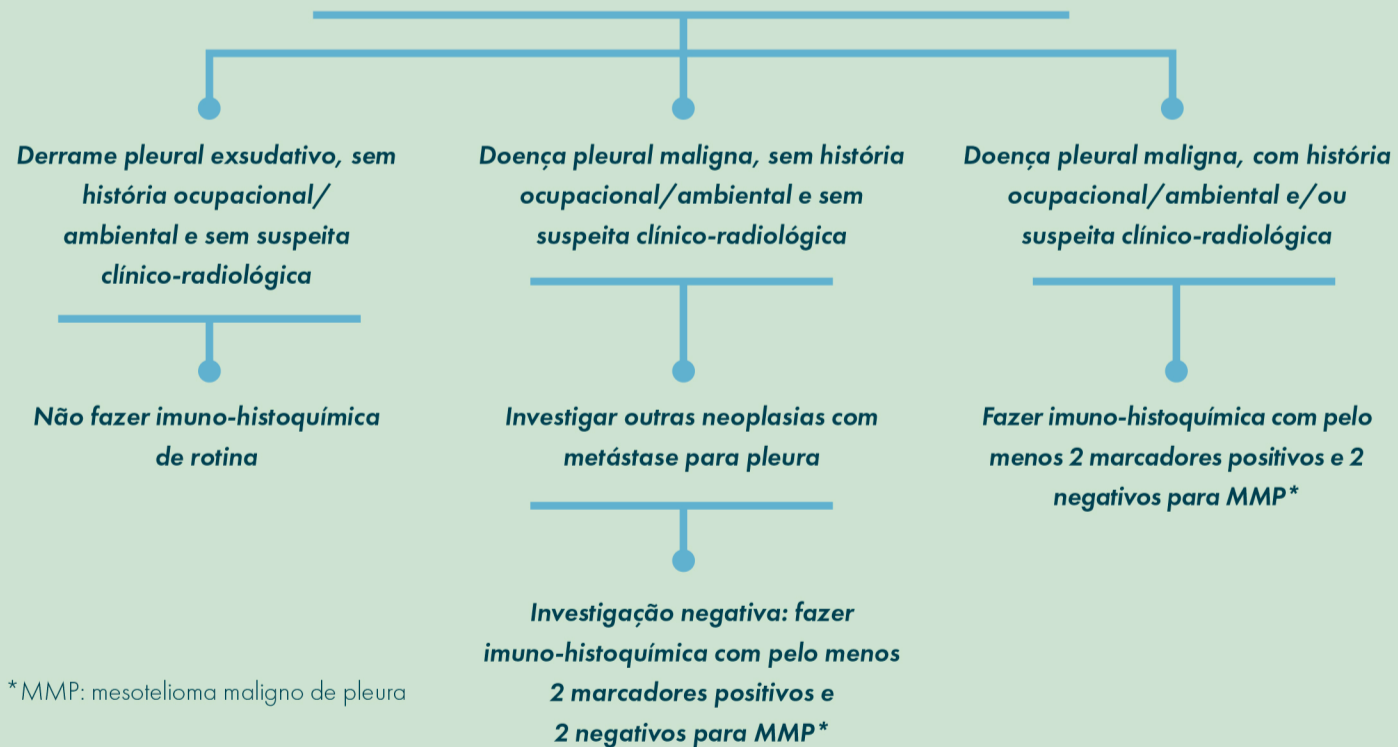 Derrame pleural exsudativo, sem
história ocupacional/
ambiental e sem suspeita
clínico-radiológica
Não fazer imuno-histoquímica
de rotina
Doença pleural maligna, sem história
ocupacional/ambiental e sem
suspeita clínico-radiológica
Investigar outras neoplasias com
metástase para pleura
Investigação negativa: fazer
imuno-histoquímica com pelo menos
2 marcadores positivos e
2 negativos para MMP*
Doença pleural maligna, com história
ocupacional/ambiental e/ou
suspeita clínico-radiológica
Fazer imuno-histoquímica com pelo
menos 2 marcadores positivos e 2
negativos para MMP*
*MMP: mesotelioma maligno de pleura